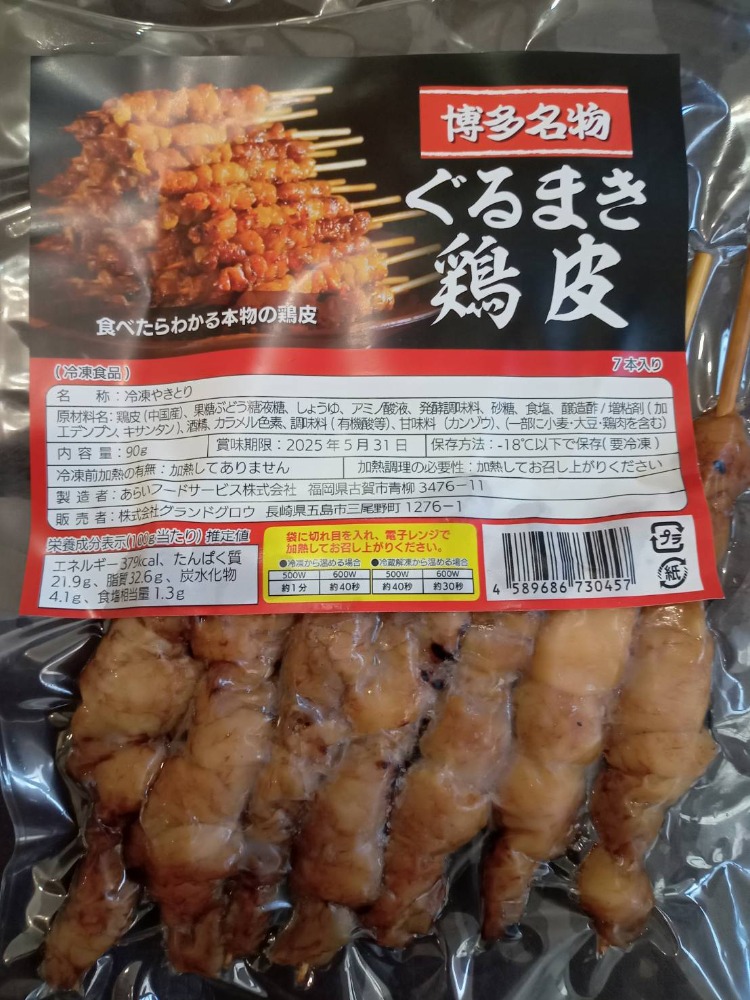 博多名物
ぐるまき
鶏皮
食べたらわかる本物の鶏皮
7本入り
(冷凍食品)
名 称:冷凍やきとり
原材料名:鶏皮(中国産)、果糖ぶどう糖液糖、しょうゆ、アミノ酸液、発酵調味料、砂糖、食塩、醸造酢/増粘剤(加
エデンプン、キサンタン)、酒精、カラメル色素、調味料(有機酸等)、甘味料(カンゾウ)、(一部に小麦・大豆・鶏肉を含む)
内容量:90g 賞味期限:2025年5月31日 保存方法:-18℃以下で保存(要冷凍)
冷凍前加熱の有無:加熱してありません 加熱調理の必要性:加熱してお召し上がりください
製造者:あらいフードサービス株式会社 福岡県古賀市青柳3476-11
販売者:株式会社グランドグロウ 長崎県五島市三尾野町1276-1
栄養成分表示(100g当たり)推定値
エネルギー379kcal、たんぱく質
21.9g、脂質32.6g、炭水化物
4.1g、食塩相当量1.3g
袋に切れ目を入れ、電子レンジで
加熱してお召し上がりください。
●冷凍から温める場合 ●冷蔵解凍から温める場合
500W 600W 500W 600W
約1分 約40秒 約40秒 約30秒
4 589686 730457
プラ
紙